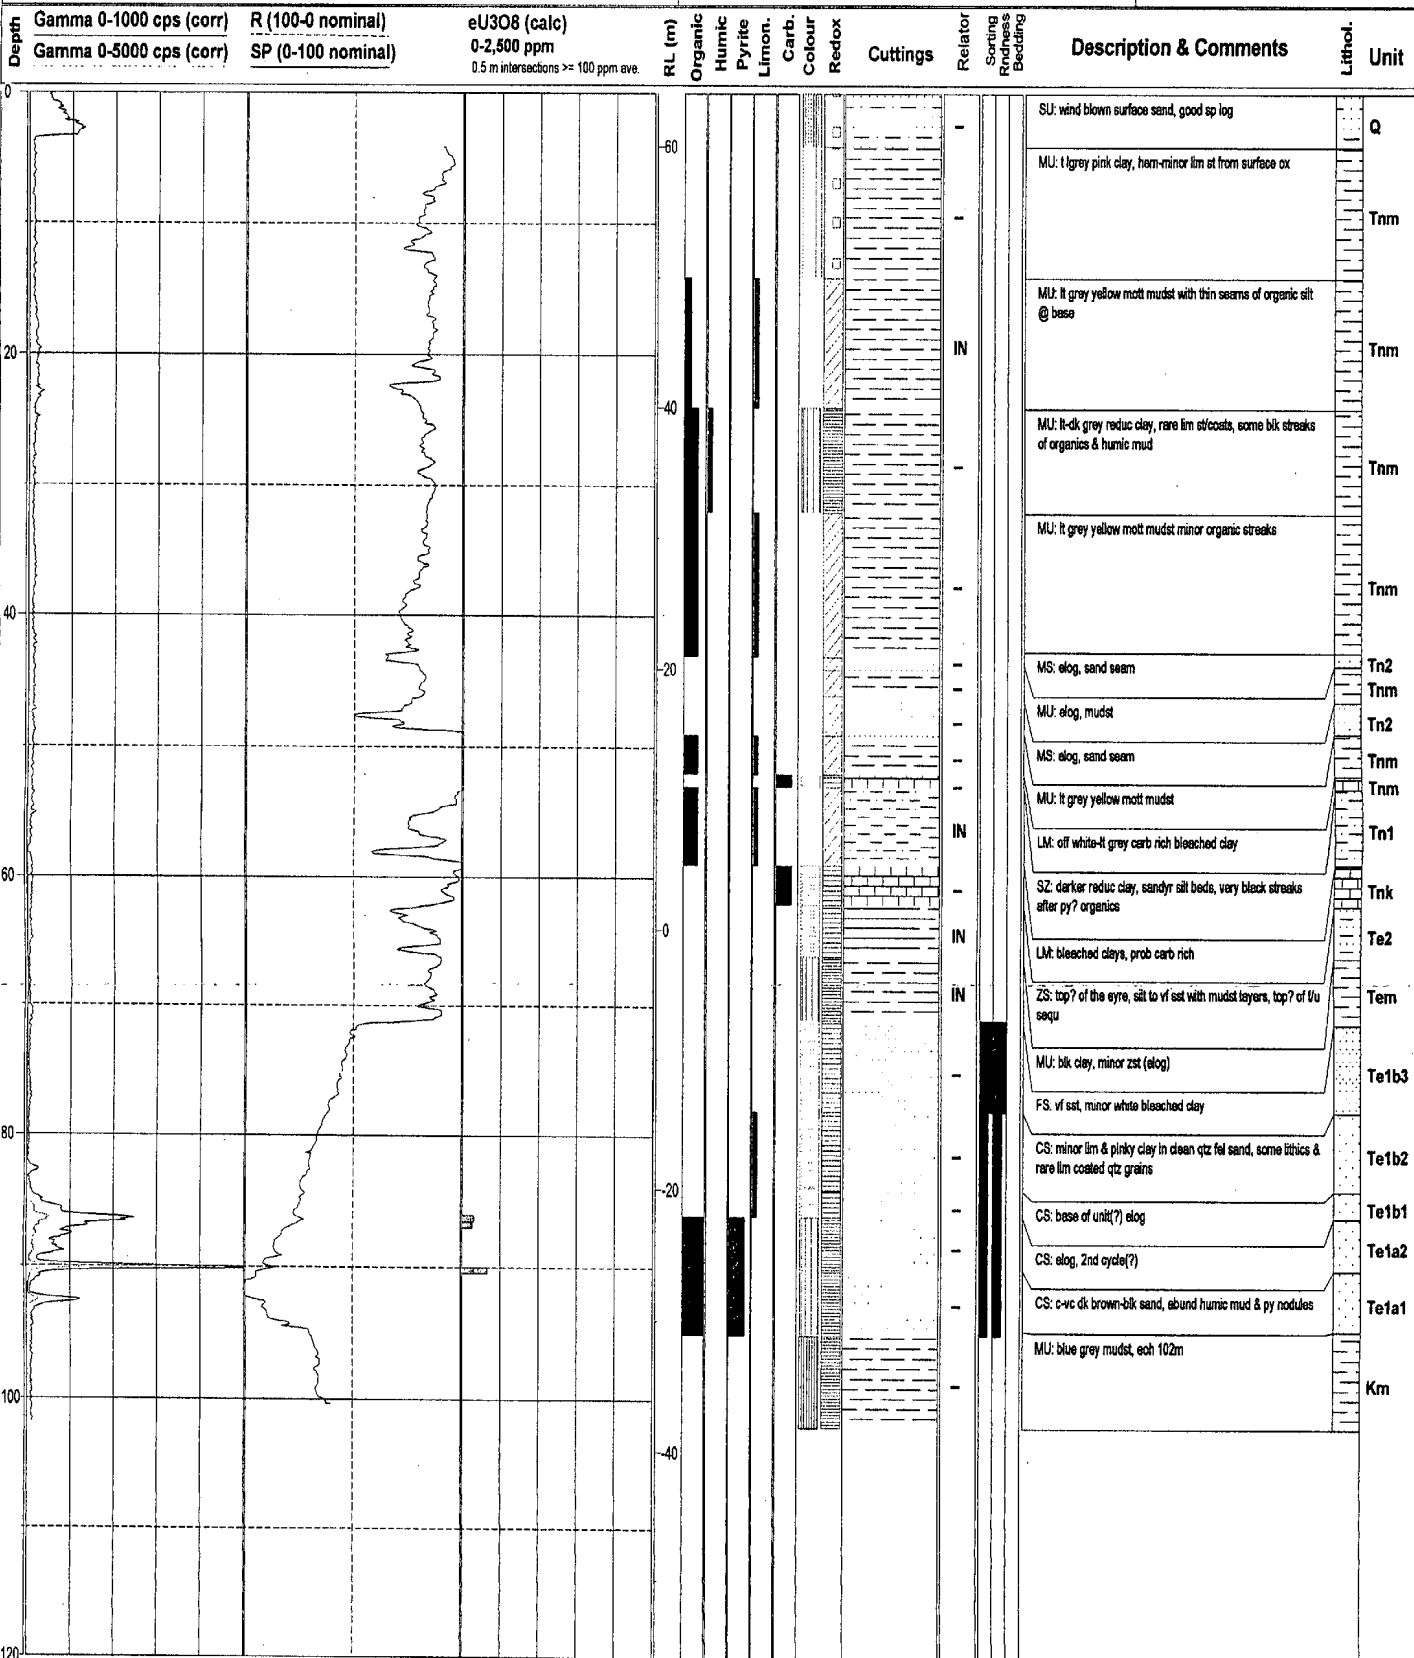 Depth
Gamma 0-1000 cps (corr)
Gamma 0-5000 cps (corr)
R (100-0 nominal)
SP (0-100 nominal)
eU3O8 (calc)
0-2,500 ppm
0.5 m intersections >= 100 ppm ave.
RL (m)
Organic
Humic
Pyrite
Limon.
Carb.
Colour
Redox
Cuttings
Relator
Sorting
Rndness
Bedding
Description & Comments
Lithol.
Unit
0
20
40
60
80
100
120
60
40
20
0
-20
-40
-
-
IN
-
-
-
-
-
-
-
IN
-
IN
IN
-
-
-
-
-
-
SU: wind blown surface sand, good sp log
Q
MU: t lgrey pink clay, hem-minor lim st from surface ox
Tnm
MU: lt grey yellow mott mudst with thin seams of organic silt
@ base
Tnm
MU: lt-dk grey reduc clay, rare lim st/coats, some blk streaks
of organics & humic mud
Tnm
MU: lt grey yellow mott mudst minor organic streaks
Tnm
MS: elog, sand seam
Tn2
MU: elog, mudst
Tnm
MS: elog, sand seam
Tn2
MU: lt grey yellow mott mudst
Tnm
LM: off white-lt grey carb rich bleached clay
Tnm
SZ: darker reduc clay, sandyr silt beds, very black streaks
after py? organics
Tn1
LM: bleached clays, prob carb rich
Tnk
ZS: top? of the eyre, silt to vf sst with mudst layers, top? of f/u
sequ
Te2
MU: blk clay, minor zst (elog)
Tem
FS. vf sst, minor white bleached clay
Te1b3
CS: minor lim & pinky clay in clean qtz fel sand, some lithics &
rare lim coated qtz grains
Te1b2
CS: base of unit(?) elog
Te1b1
CS: elog, 2nd cycle(?)
Te1a2
CS: c-vc dk brown-blk sand, abund humic mud & py nodules
Te1a1
MU: blue grey mudst, eoh 102m
Km